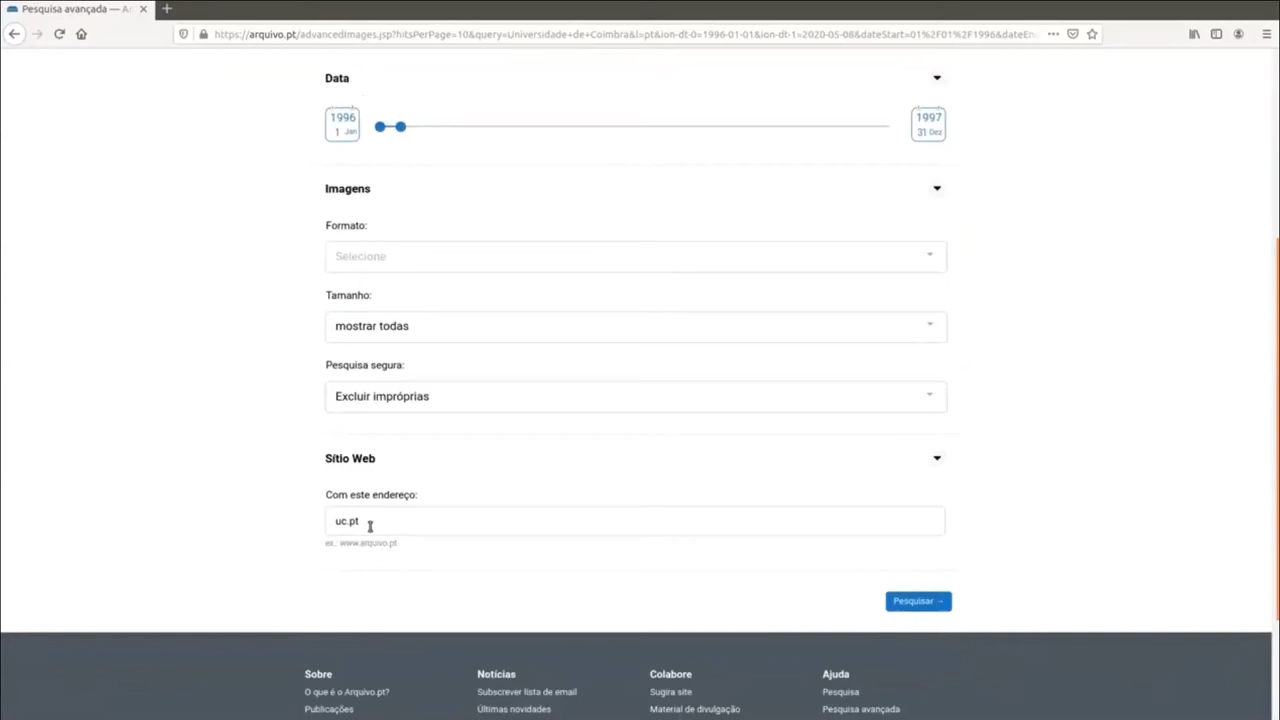 Pesquisa avançada — A
https://arquivo.pt/advancedImages.jsp?hitsPerPage=10&query=Universidade+de+Coimbra&l=pt&ion-dt-0=1996-01-01&ion-dt-1=2020-05-08&dateStart=01%2F01%2F1996&dateEn
Data
1996
1 Jan
1997
31 Dez
Imagens
Formato:
Selecione
Tamanho:
mostrar todas
Pesquisa segura:
Excluir impróprias
Sítio Web
Com este endereço:
uc.pt
ex.: www.arquivo.pt
Pesquisar →
Sobre Notícias Colabore Ajuda
O que é o Arquivo.pt? Subscrever lista de email Sugira site Pesquisa
Publicações Últimas novidades Material de divulgação Pesquisa avançada